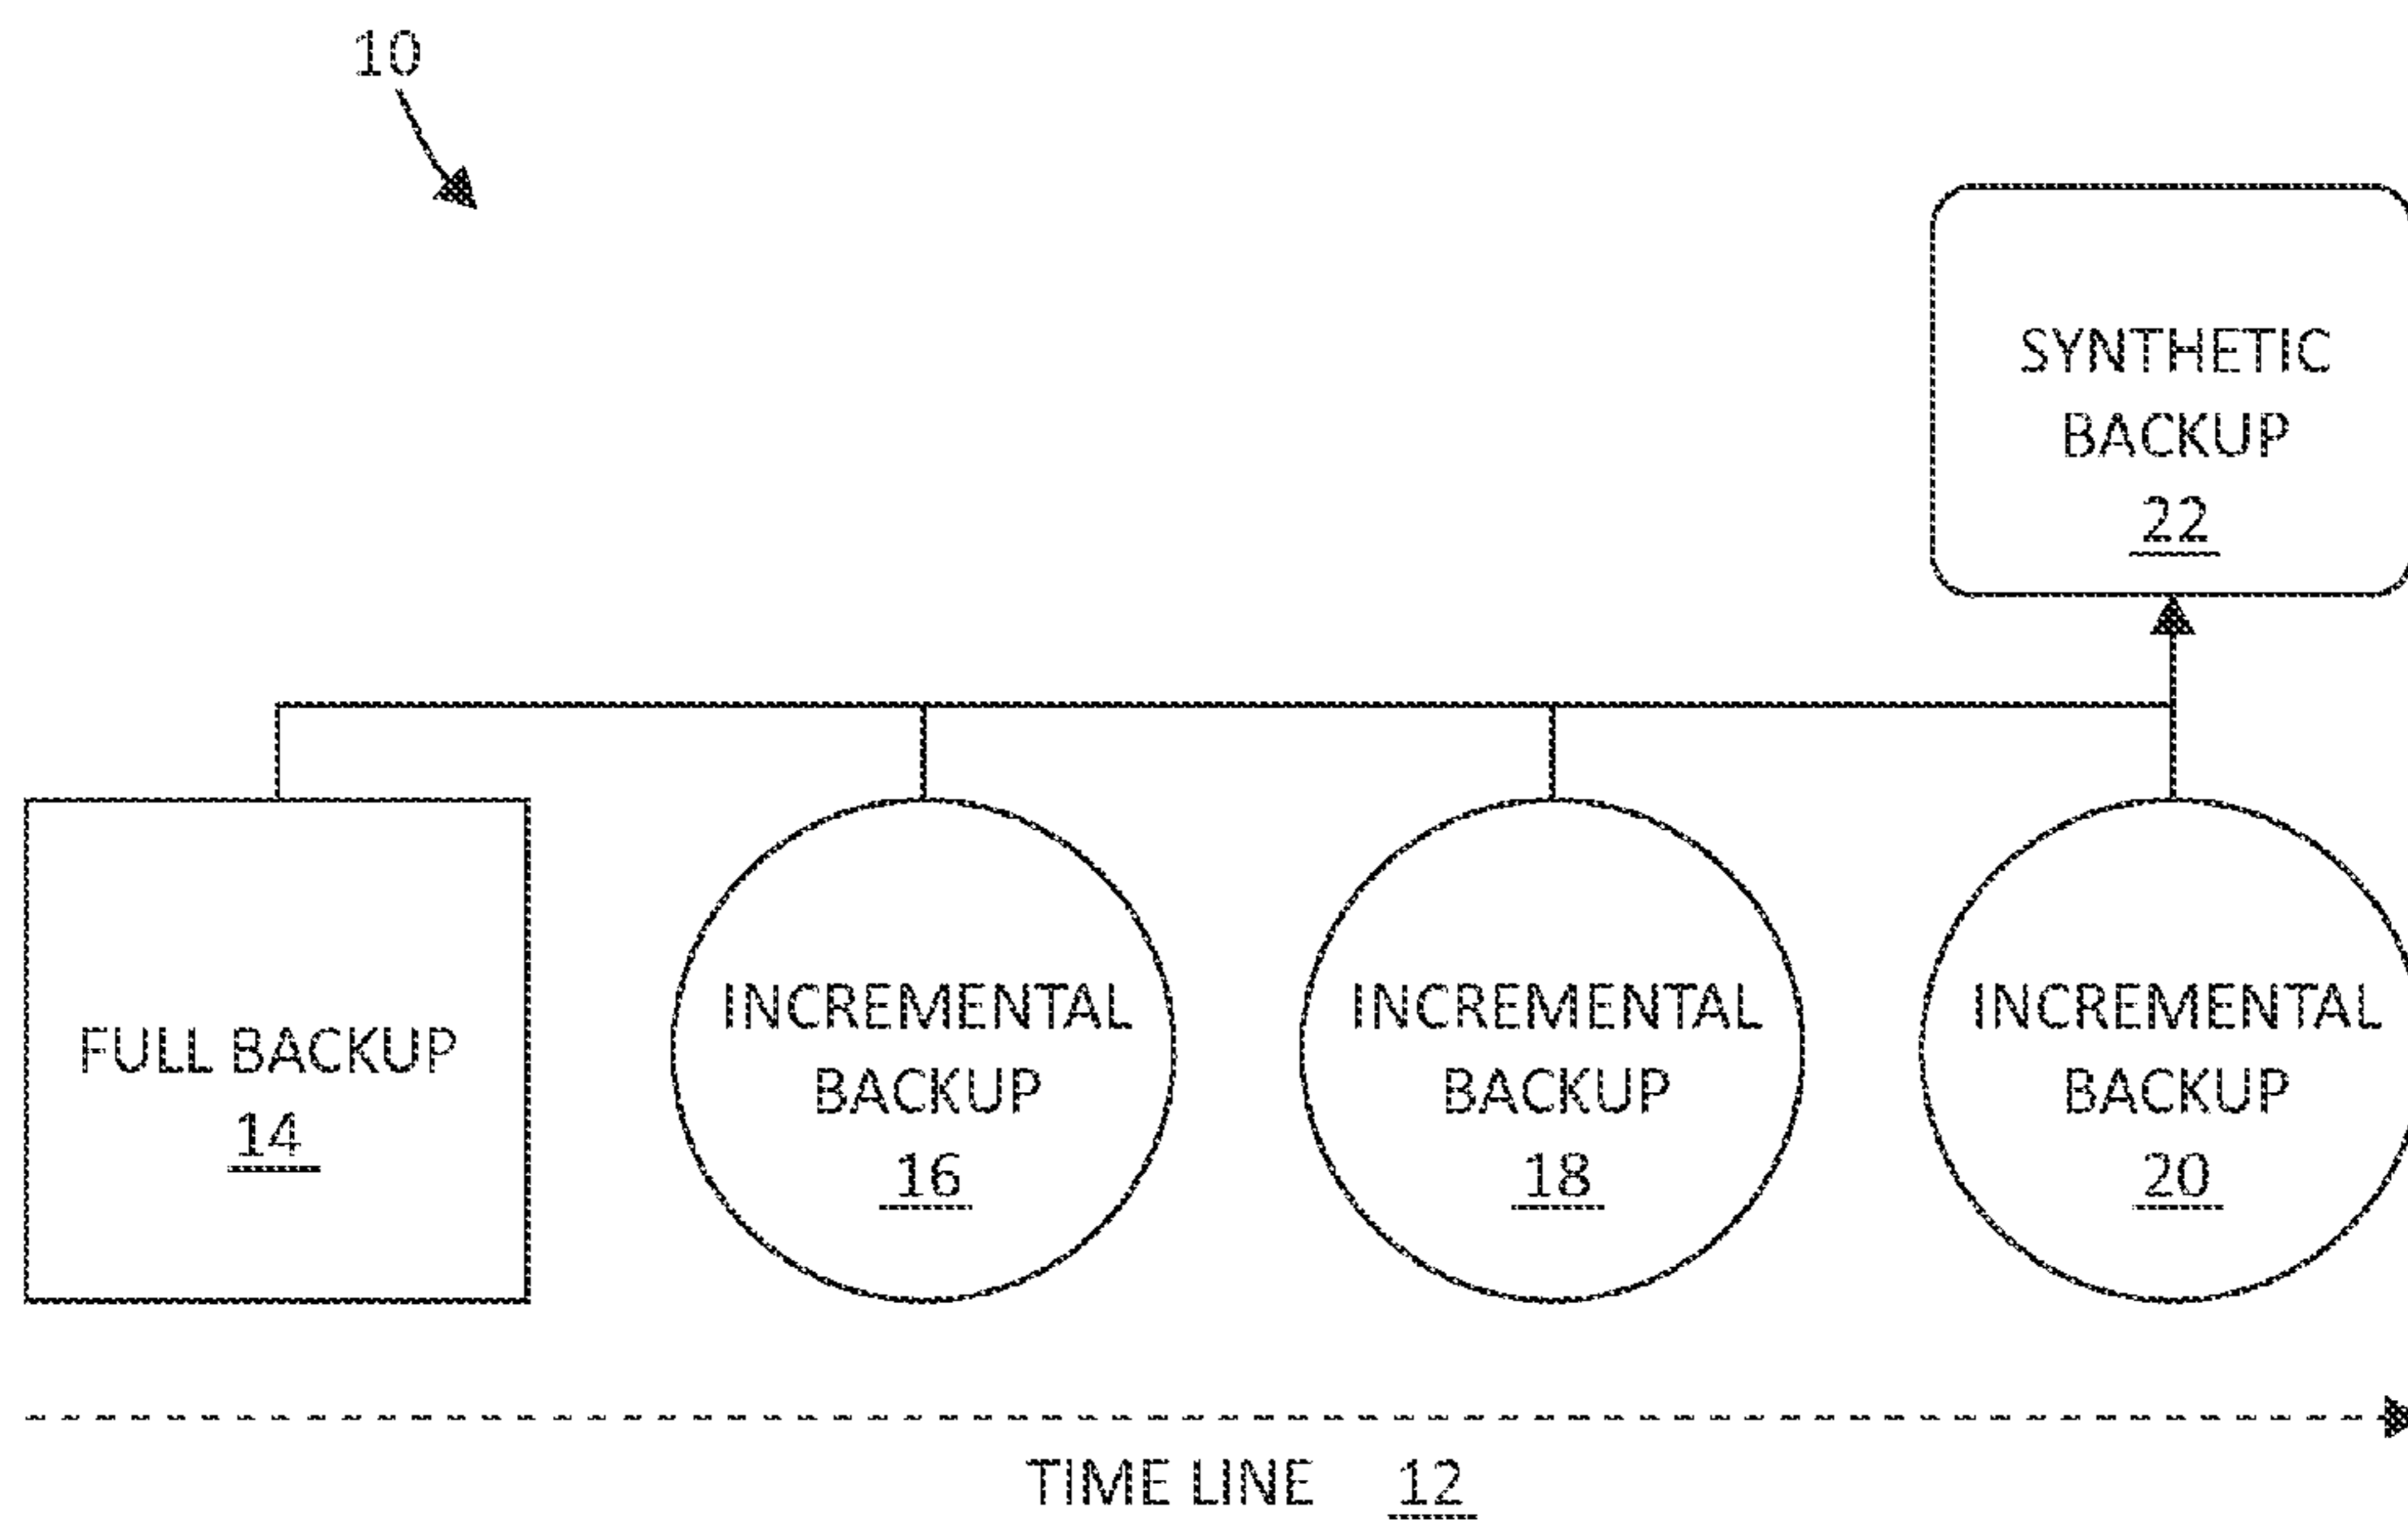 10
SYNTHETIC
BACKUP
22
FULL BACKUP
14
INCREMENTAL
BACKUP
16
INCREMENTAL
BACKUP
18
INCREMENTAL
BACKUP
20
TIME LINE 12